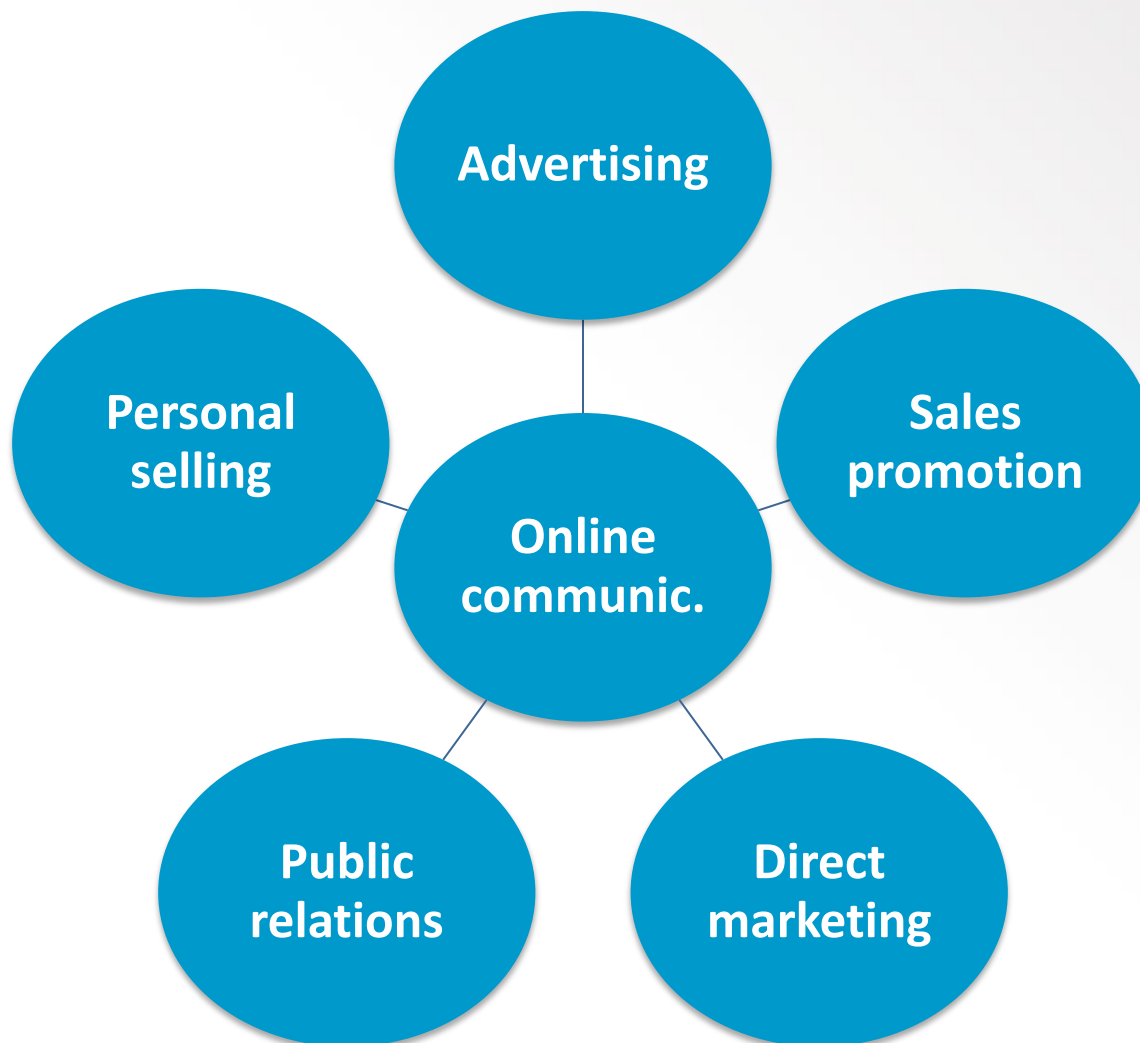 Advertising
Personal
selling
Sales
promotion
Online
communic.
Public
relations
Direct
marketing